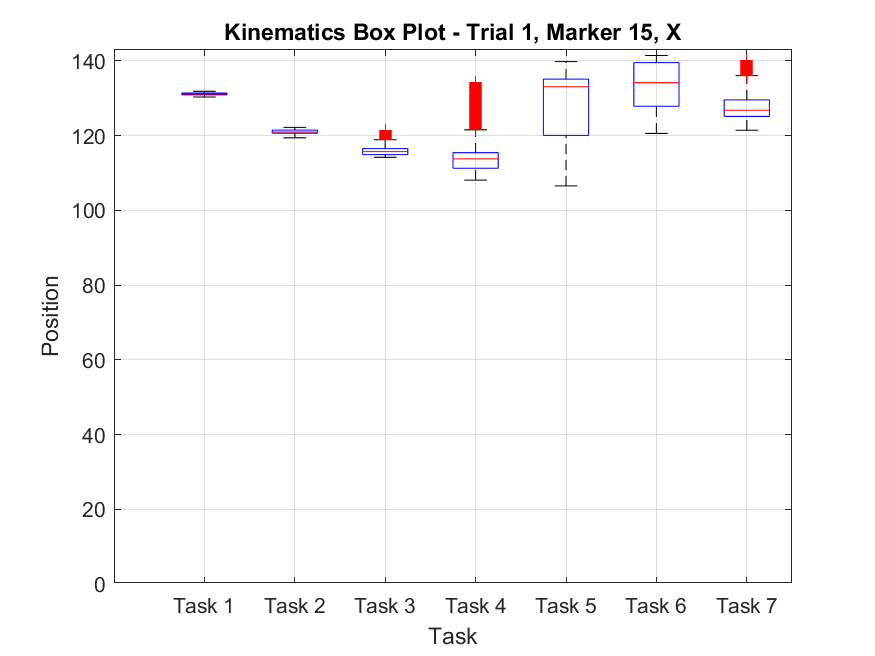 Kinematics Box Plot - Trial 1, Marker 15, X
140
120
100
80
60
40
20
0
Position
Task 1 Task 2 Task 3 Task 4 Task 5 Task 6 Task 7
Task